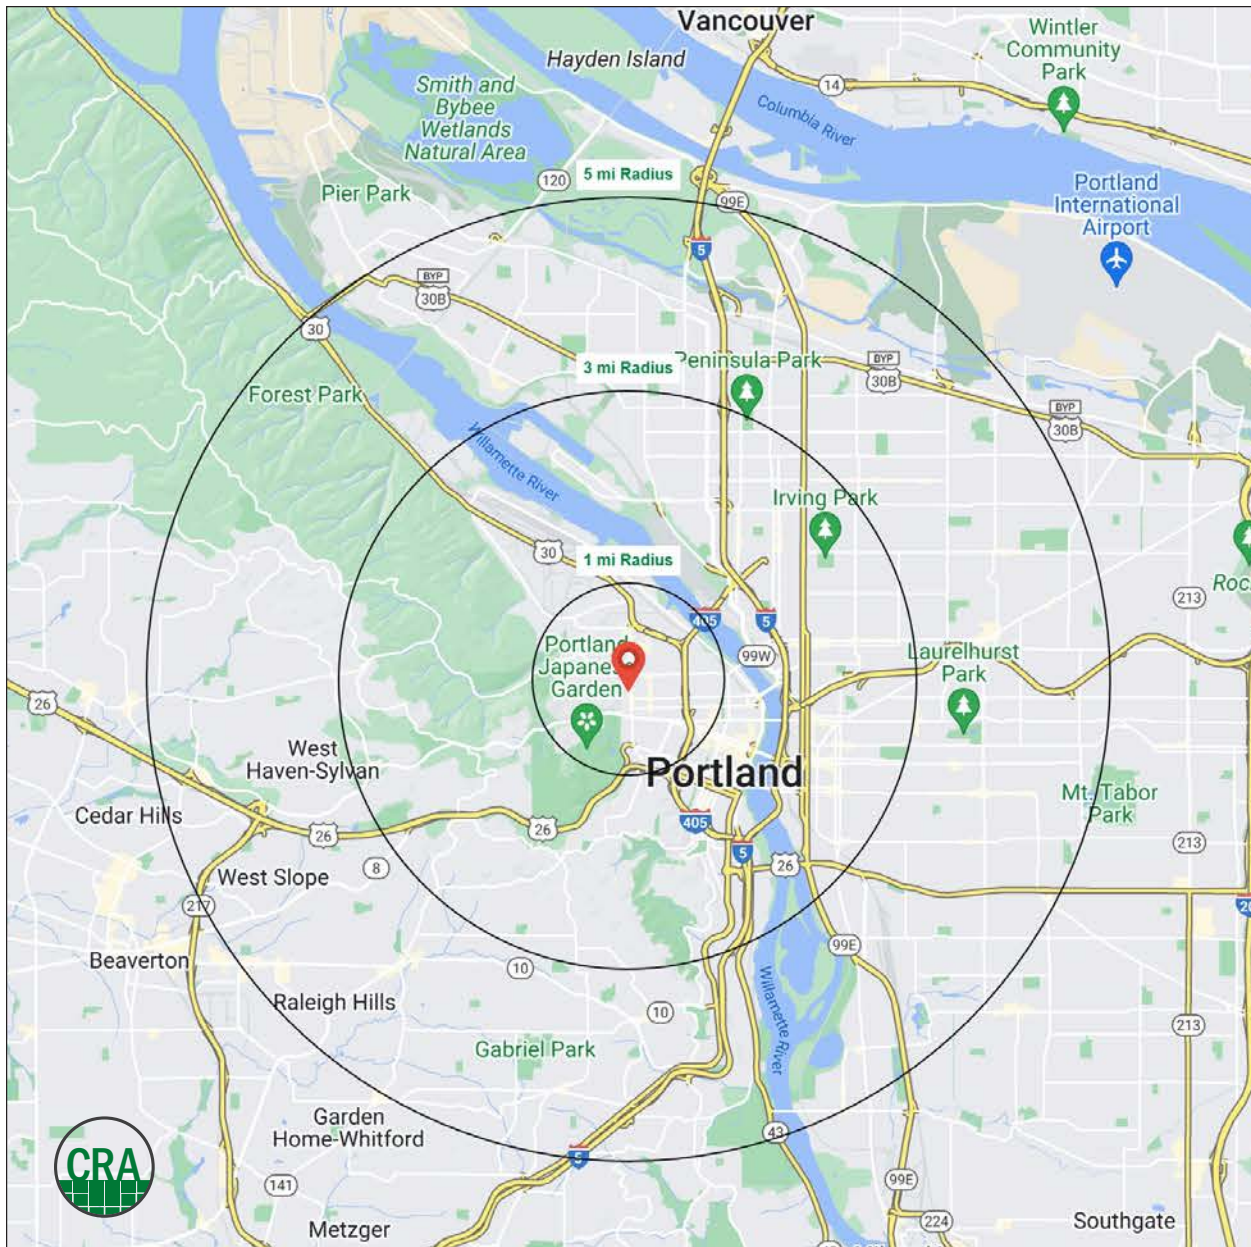 Vancouver
Hayden Island
Wintler
Community
Park
14
Columbia River
Smith and
Bybee
Wetlands
Natural Area
5 mi Radius
120
Pier Park
99E
Portland
International
Airport
5
BYP
30B
30
3 mi Radius
Peninsula Park
BYP
30B
Forest Park
BYP
30B
Willamette River
Irving Park
30
1 mi Radius
213
405
5
Portland
Japanese
Garden
99W
Laurelhurst
Park
26
West
Haven-Sylvan
Portland
Mt. Tabor
Park
Cedar Hills
26
26
405
5
26
213
8
West Slope
217
99E
Beaverton
10
Raleigh Hills
10
Willamette River
213
Gabriel Park
Garden
Home-Whitford
43
5
CRA
141
99E
224
Metzger
Southgate